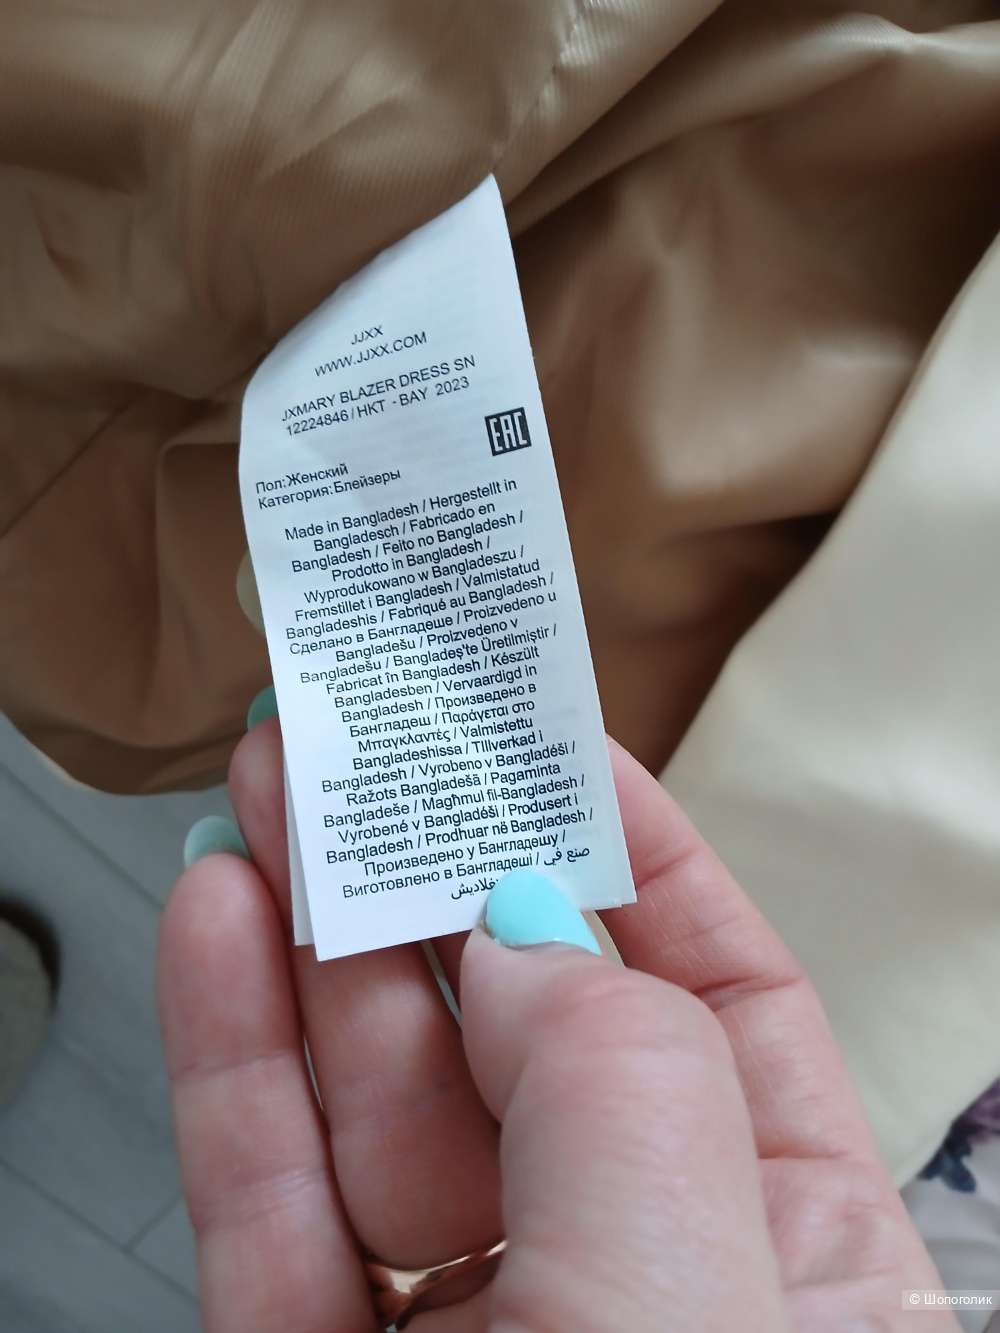 JJXX
WWW.JJXX.COM
JXMARY BLAZER DRESS SN
12224846 / HKT - BAY 2023
EAC
Пол:Женский
Категория:Блейзеры
Made in Bangladesh / Hergestellt in
Bangladesch / Fabricado en
Bangladesh / Feito no Bangladesh /
Prodotto in Bangladesh /
Wyprodukowano w Bangladeszu /
Fremstillet i Bangladesh / Valmistatud
Bangladeshis / Fabriqué au Bangladesh /
Сделано в Бангладеше / Proizvedeno u
Bangladešu / Proizvedeno v
Bangladešu / Bangladeş'te Üretilmiştir /
Fabricat în Bangladesh / Készült
Bangladesben / Vervaardigd in
Bangladesh / Произведено в
Бангладеш / Παράγεται στο
Μπαγκλαντές / Valmistettu
Bangladeshissa / Tillverkad i
Bangladesh / Vyrobeno v Bangladéši /
Ražots Bangladešā / Pagaminta
Bangladeše / Magħmul fil-Bangladesh /
Vyrobené v Bangladéši / Produsert i
Bangladesh / Prodhuar në Bangladesh /
Произведено у Бангладешу /
Виготовлено в Бангладеші / صنع في
© Шопоголик